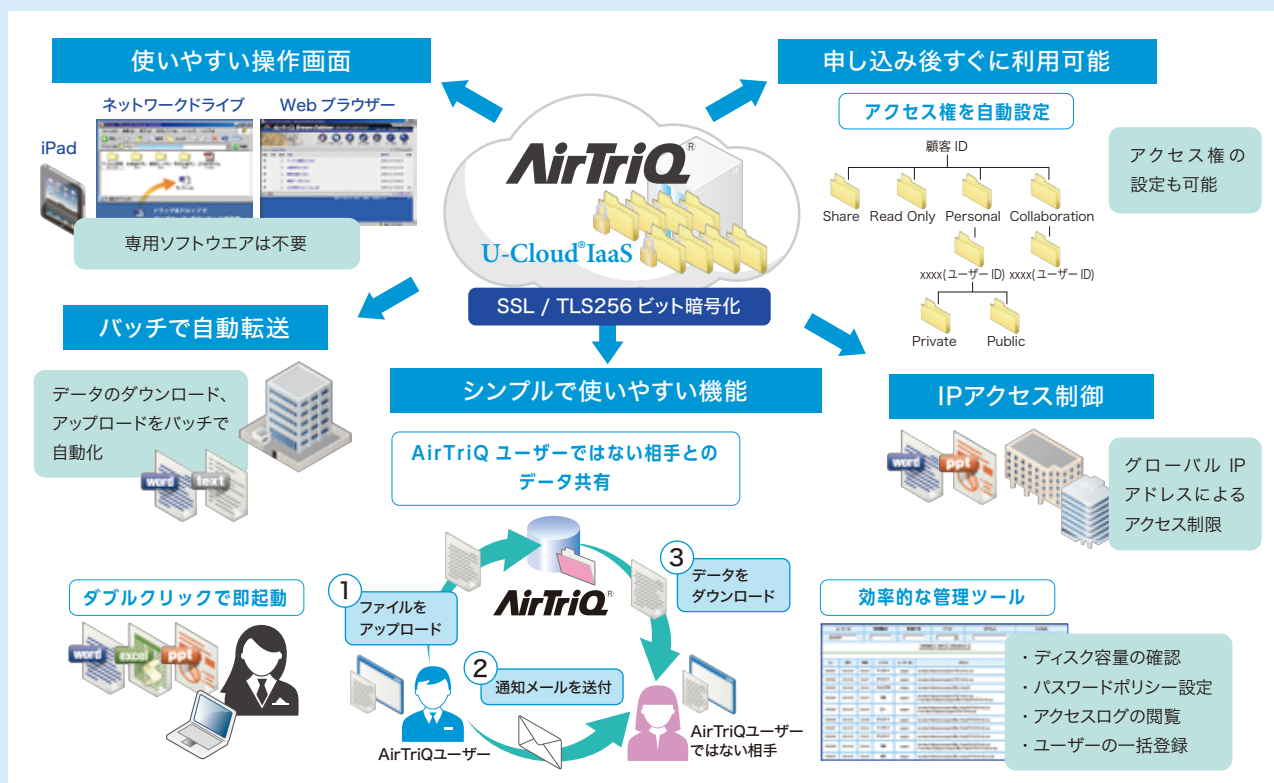 使いやすい操作画面
ネットワークドライブ
Web ブラウザー
iPad
専用ソフトウエアは不要
AirTriQ®
U-Cloud® IaaS
SSL / TLS256 ビット暗号化
申し込み後すぐに利用可能
アクセス権を自動設定
顧客 ID
Share
Read Only
Personal
Collaboration
xxxx(ユーザー ID)
xxxx(ユーザー ID)
Private
Public
アクセス権の
設定も可能
バッチで自動転送
データのダウンロード、
アップロードをバッチで
自動化
word
text
シンプルで使いやすい機能
AirTriQ ユーザーではない相手との
データ共有
IPアクセス制御
word
ppt
グローバル IP
アドレスによる
アクセス制限
ダブルクリックで即起動
word
excel
ppt
1
ファイルを
アップロード
AirTriQ®
2
通知メールを送付
3
データを
ダウンロード
AirTriQユーザー
AirTriQユーザー
ではない相手
効率的な管理ツール
・ディスク容量の確認
・パスワードポリシー設定
・アクセスログの閲覧
・ユーザーの一括登録